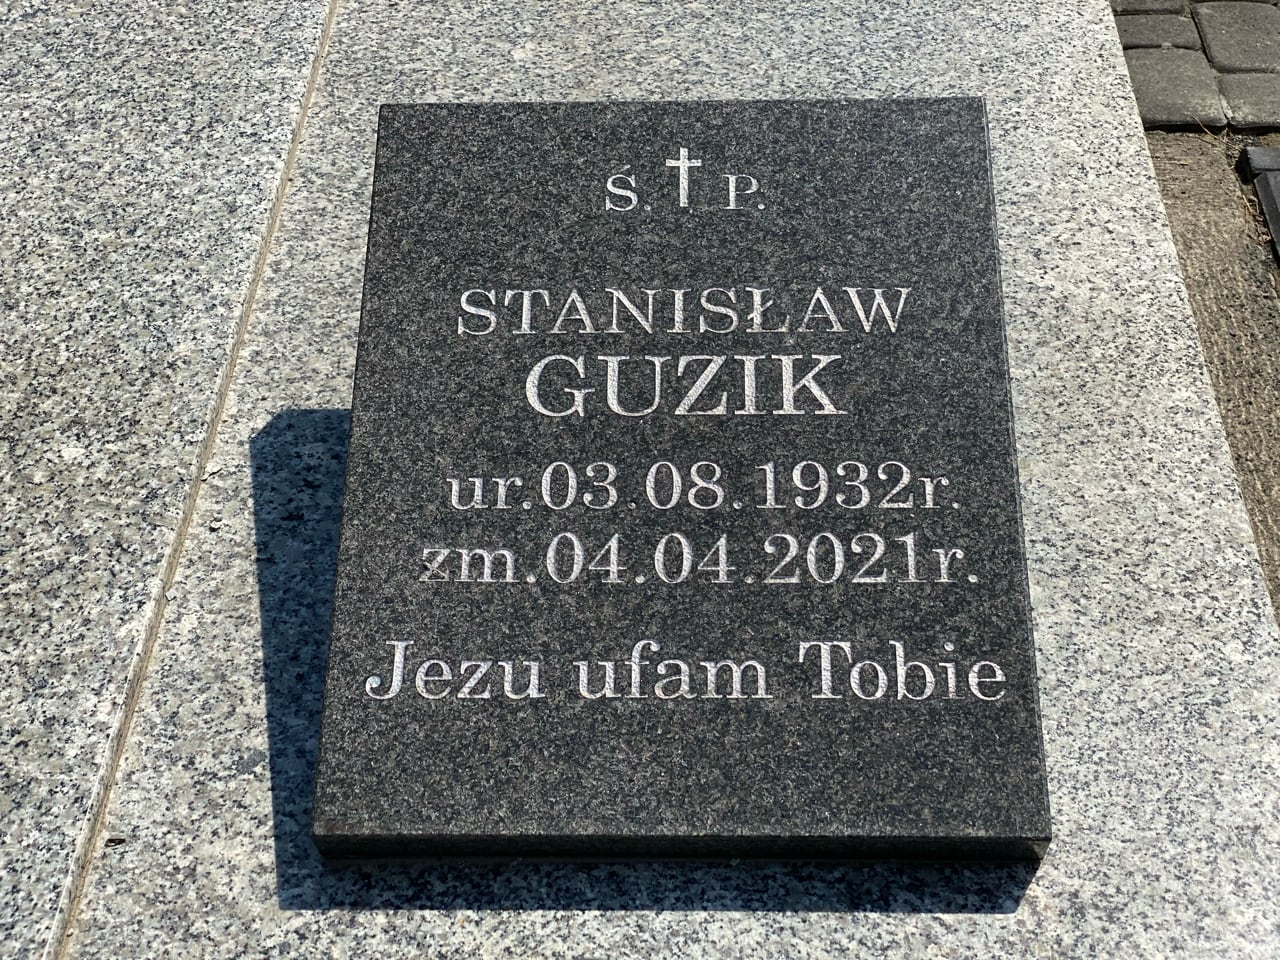 Ś. P.
STANISŁAW
GUZIK
ur.03.08.1932r.
zm.04.04.2021r.
Jezu ufam Tobie